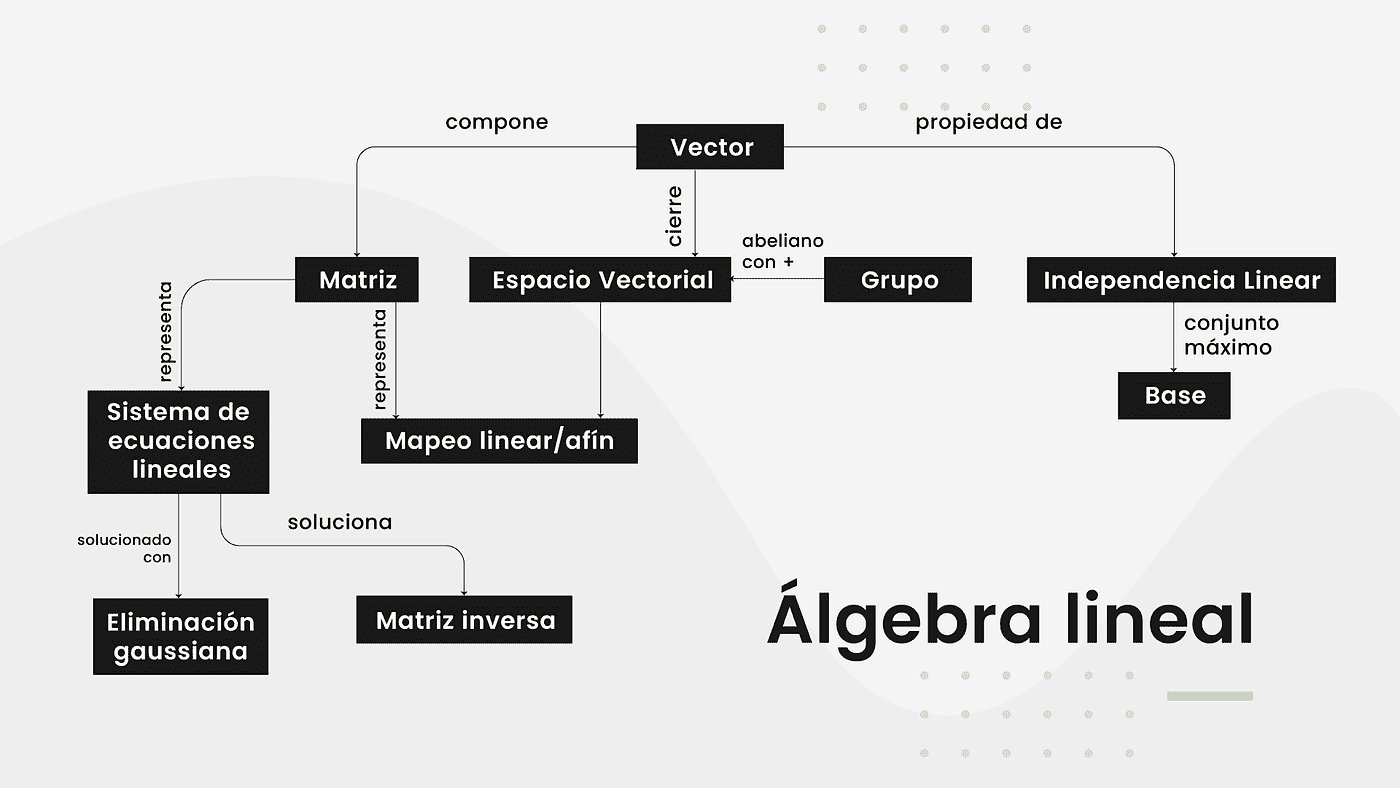 compone
Vector
propiedad de
cierre
abeliano
con +
Matriz
Espacio Vectorial
Grupo
Independencia Linear
representa
representa
conjunto
máximo
Base
Sistema de
ecuaciones
lineales
Mapeo linear/afín
soluciona
solucionado
con
Eliminación
gaussiana
Matriz inversa
Álgebra lineal